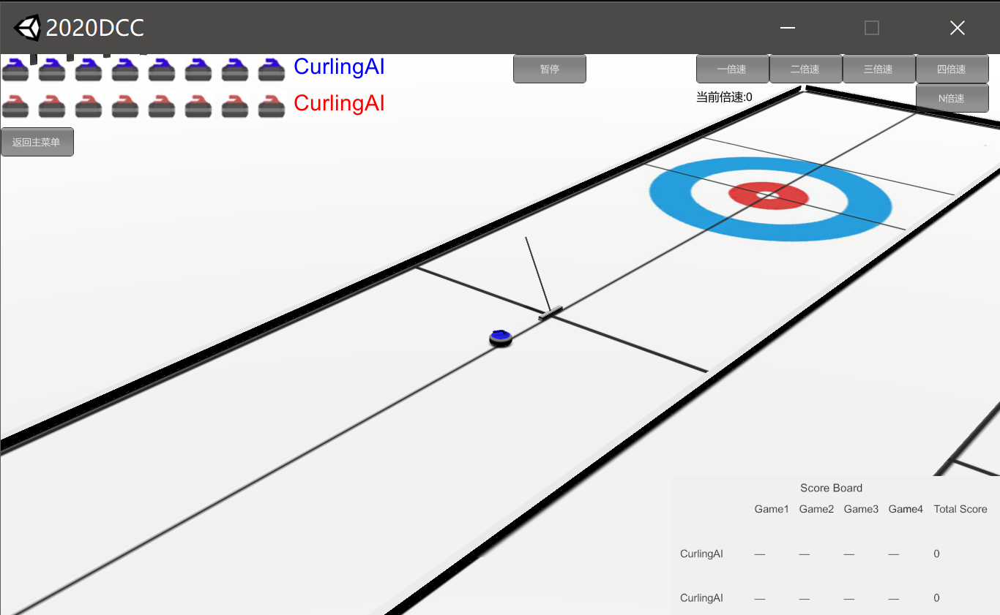 2020DCC
CurlingAI
暂停
一倍速 二倍速 三倍速 四倍速
CurlingAI
当前倍速:0
N倍速
返回主菜单
Score Board
Game1 Game2 Game3 Game4 Total Score
CurlingAI — — — — 0
CurlingAI — — — — 0